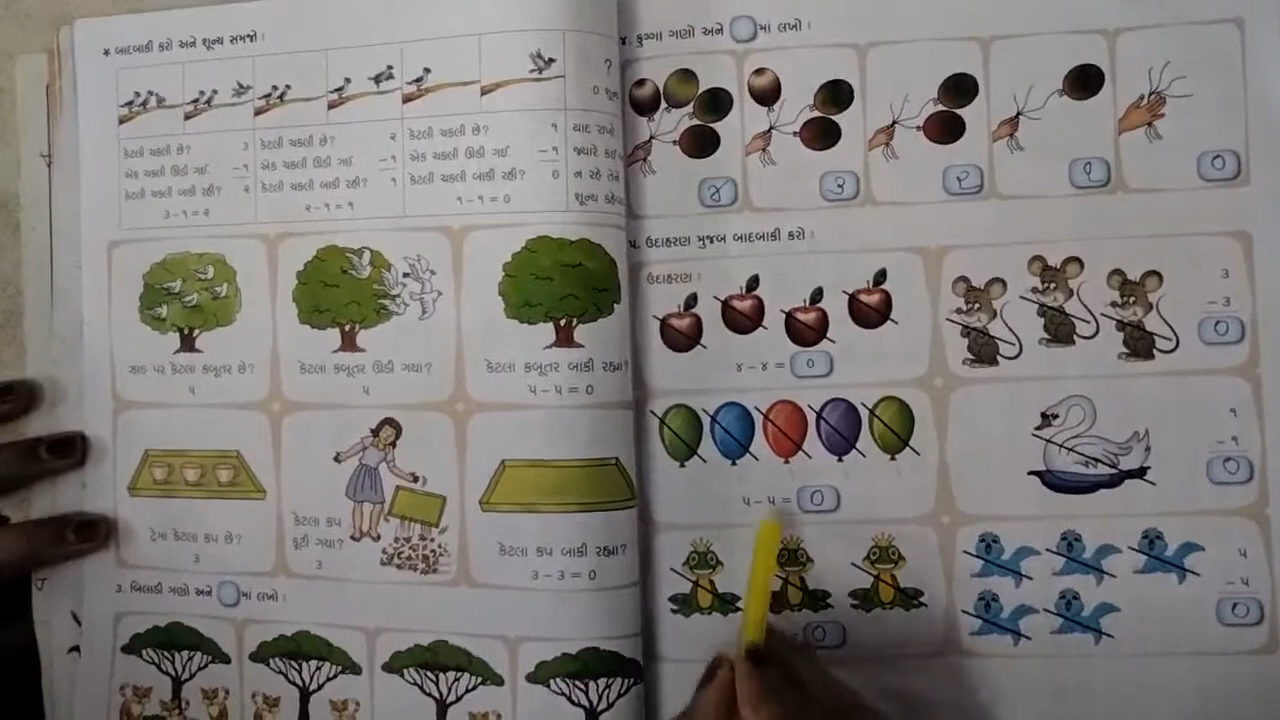 * બાદબાકી કરો અને શૂન્ય સમજો :
?
૦ શૂન્ય
કેટલી ચકલી છે? ૩
એક ચકલી ઊડી ગઈ. – ૧
કેટલી ચકલી બાકી રહી? ૨
૩ – ૧ = ૨
કેટલી ચકલી છે? ૨
એક ચકલી ઊડી ગઈ. – ૧
કેટલી ચકલી બાકી રહી? ૧
૨ – ૧ = ૧
કેટલી ચકલી છે? ૧
એક ચકલી ઊડી ગઈ. – ૧
કેટલી ચકલી બાકી રહી? ૦
૧ – ૧ = ૦
યાદ રાખો
જ્યારે કંઈ
ન રહે તેને
શૂન્ય
ઝાડ પર કેટલાં કબૂતર છે?
૫
કેટલાં કબૂતર ઊડી ગયાં?
૫
કેટલાં કબૂતર બાકી રહ્યાં?
૫ – ૫ = ૦
ટ્રેમાં કેટલા કપ છે?
૩
કેટલા કપ
ફૂટી ગયા?
૩
કેટલા કપ બાકી રહ્યા?
૩ – ૩ = ૦
૩. બિલાડી ગણો અને માં લખો :
૪. ફુગ્ગા ગણો અને માં લખો :
૪ ૩ ૨ ૧ ૦
૫. ઉદાહરણ મુજબ બાદબાકી કરો :
ઉદાહરણ :
૪ – ૪ = ૦
૩
– ૩
૦
૫ – ૫ = ૦
૧
– ૧
૦
= ૦
૫
– ૫
૦